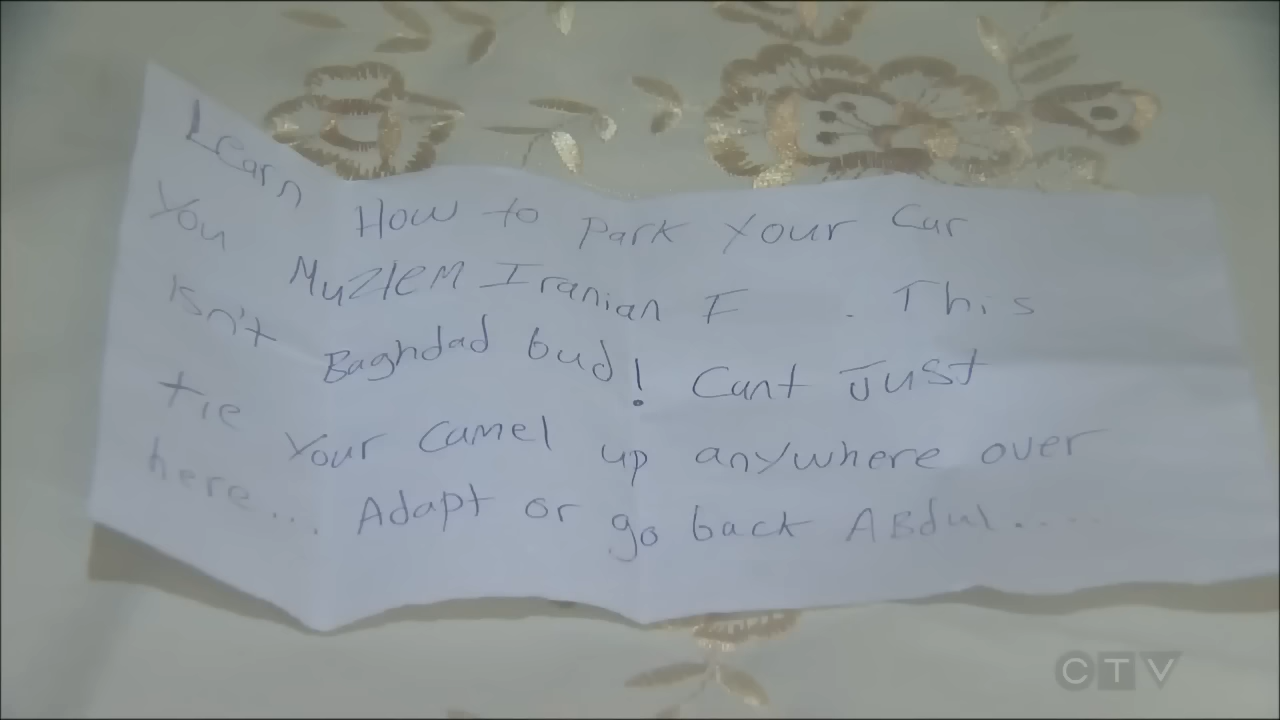 Learn How to Park Your Car
You Muzlem Iranian F . This
Isn't Baghdad bud! Cant Just
tie Your Camel up anywhere over
here... Adapt or go back ABdul.....
CTV